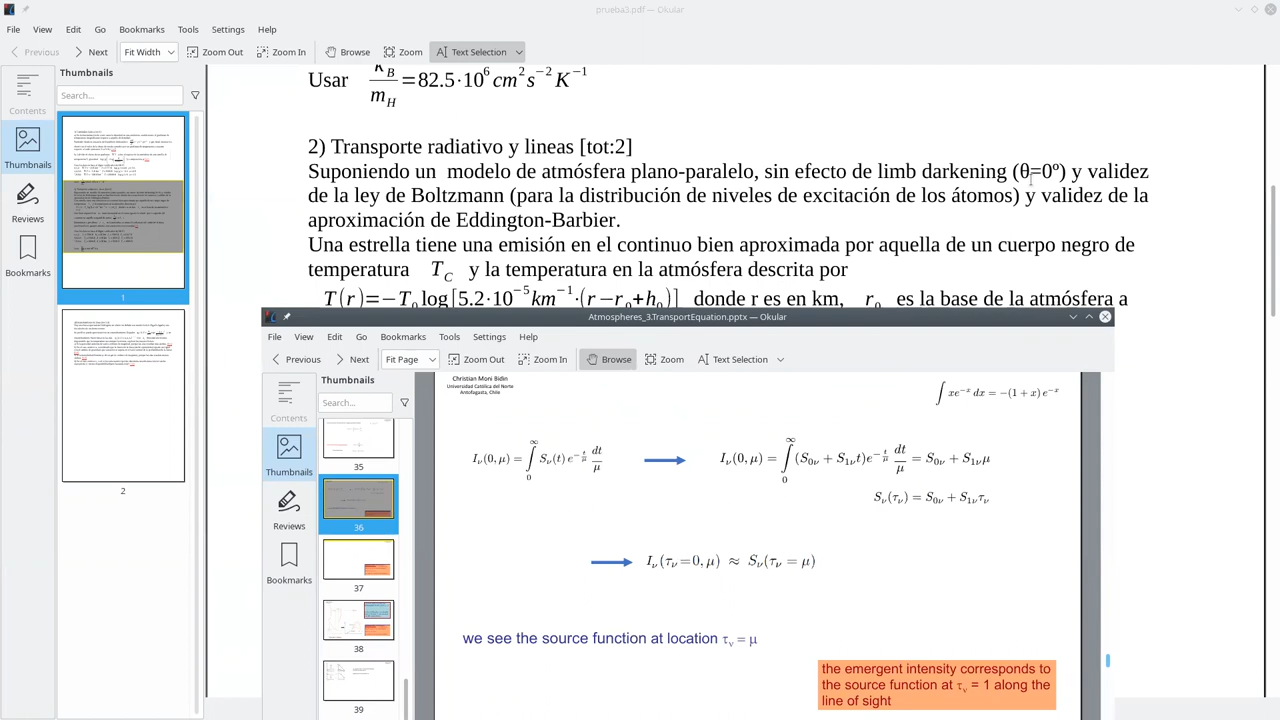 prueba3.pdf — Okular
File View Edit Go Bookmarks Tools Settings Help
Previous Next Fit Width Zoom Out Zoom In Browse Zoom Text Selection
Contents
Thumbnails
Reviews
Bookmarks
Thumbnails
Search...
1
2
Usar k_B/m_H=82.5·10^6 cm^2 s^−2 K^−1
2) Transporte radiativo y lineas [tot:2]
Suponiendo un modelo de atmósfera plano-paralelo, sin efecto de limb darkening (θ=0º) y validez
de la ley de Boltzmann (para la distribución de niveles de excitación de los átomos) y validez de la
aproximación de Eddington-Barbier.
Una estrella tiene una emisión en el continuo bien aproximada por aquella de un cuerpo negro de
temperatura T_C y la temperatura en la atmósfera descrita por
T(r)=−T_0 log[5.2·10^−5 km^−1·(r−r_0+h_0)] donde r es en km, r_0 es la base de la atmósfera a
Atmospheres_3.TransportEquation.pptx — Okular
File View Edit Go Bookmarks Tools Settings Help
Previous Next Fit Page Zoom Out Zoom In Browse Zoom Text Selection
Contents
Thumbnails
Reviews
Bookmarks
Thumbnails
Search...
35
36
37
38
39
Christian Moni Bidin
Universidad Católica del Norte
Antofagasta, Chile
∫ xe^−x dx = −(1 + x) e^−x
I_ν(0, μ) = ∫_0^∞ S_ν(t) e^−t/μ dt/μ
I_ν(0, μ) = ∫_0^∞ (S_0ν + S_1ν t)e^−t/μ dt/μ = S_0ν + S_1ν μ
S_ν(τ_ν) = S_0ν + S_1ν τ_ν
I_ν(τ_ν=0, μ) ≈ S_ν(τ_ν = μ)
we see the source function at location τ_ν = μ
the emergent intensity corresponds to
the source function at τ_ν = 1 along the
line of sight